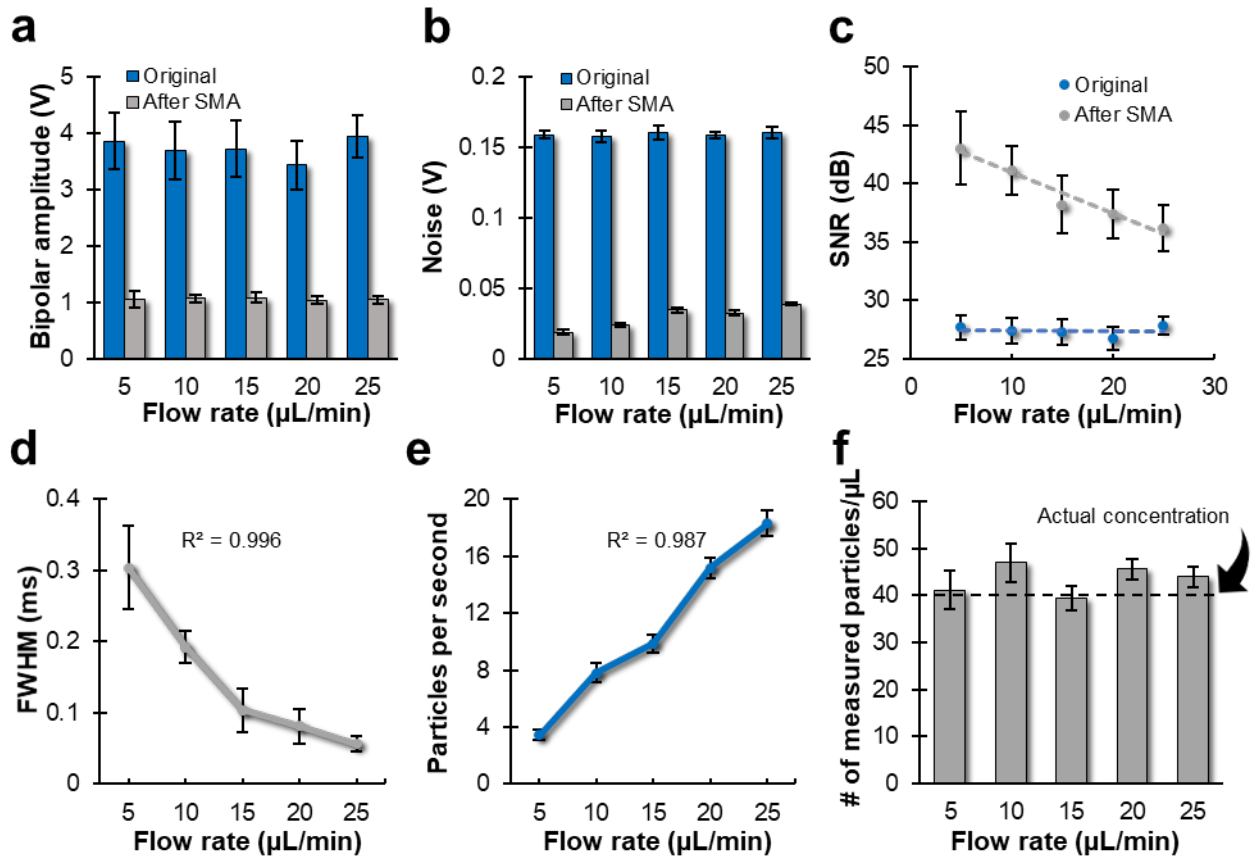 a
Original
After SMA
Bipolar amplitude (V)
5
4
3
2
1
0
5 10 15 20 25
Flow rate (µL/min)
b
Original
After SMA
Noise (V)
0.2
0.15
0.1
0.05
0
5 10 15 20 25
Flow rate (µL/min)
c
Original
After SMA
SNR (dB)
50
45
40
35
30
25
0 10 20 30
Flow rate (µL/min)
d
R² = 0.996
FWHM (ms)
0.4
0.3
0.2
0.1
0
5 10 15 20 25
Flow rate (µL/min)
e
R² = 0.987
Particles per second
20
16
12
8
4
0
5 10 15 20 25
Flow rate (µL/min)
f
Actual concentration
# of measured particles/µL
60
50
40
30
20
10
0
5 10 15 20 25
Flow rate (µL/min)